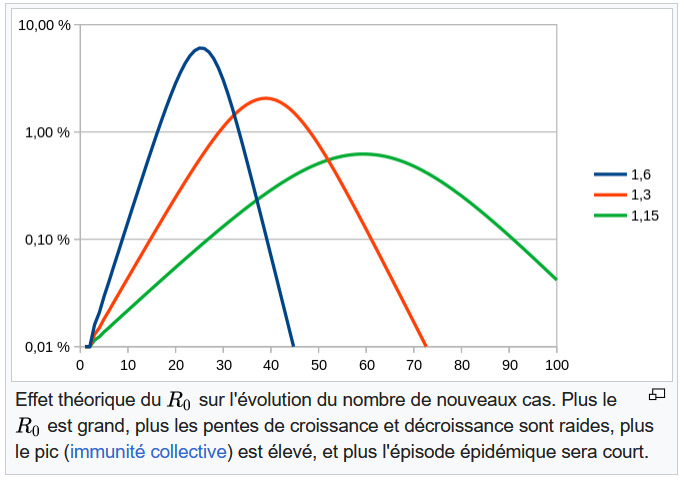 10,00 %
1,00 %
0,10 %
0,01 %
0 10 20 30 40 50 60 70 80 90 100
1,6
1,3
1,15
Effet théorique du R0 sur l'évolution du nombre de nouveaux cas. Plus le
R0 est grand, plus les pentes de croissance et décroissance sont raides, plus
le pic (immunité collective) est élevé, et plus l'épisode épidémique sera court.